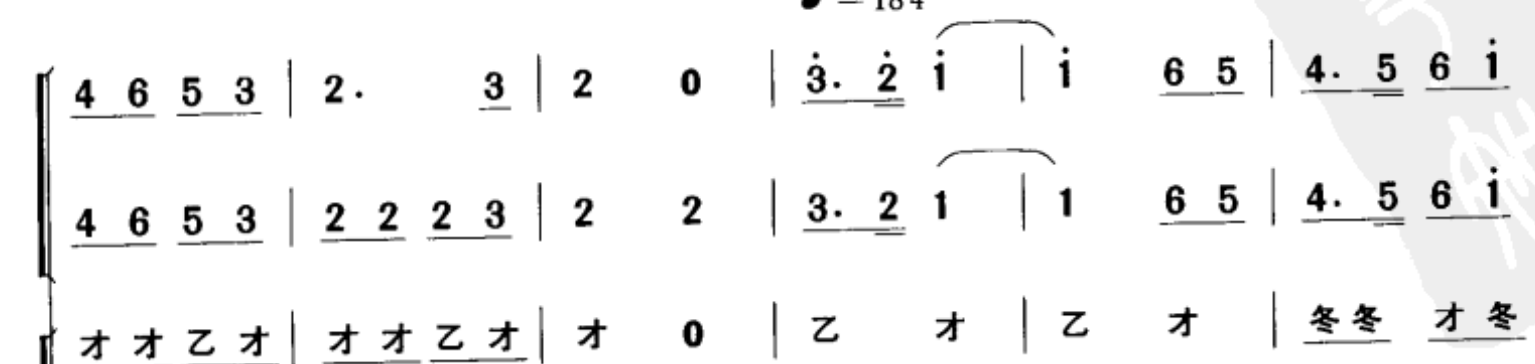 = 184
4 6 5 3 | 2. 3 | 2 0 | 3̇. 2̇ 1̇ | 1̇ 6 5 | 4. 5 6 1̇
4 6 5 3 | 2 2 2 3 | 2 2 | 3. 2 1 | 1 6 5 | 4. 5 6 1̇
才 才 乙 才 | 才 才 乙 才 | 才 0 | 乙 才 | 乙 才 | 冬 冬 才 冬